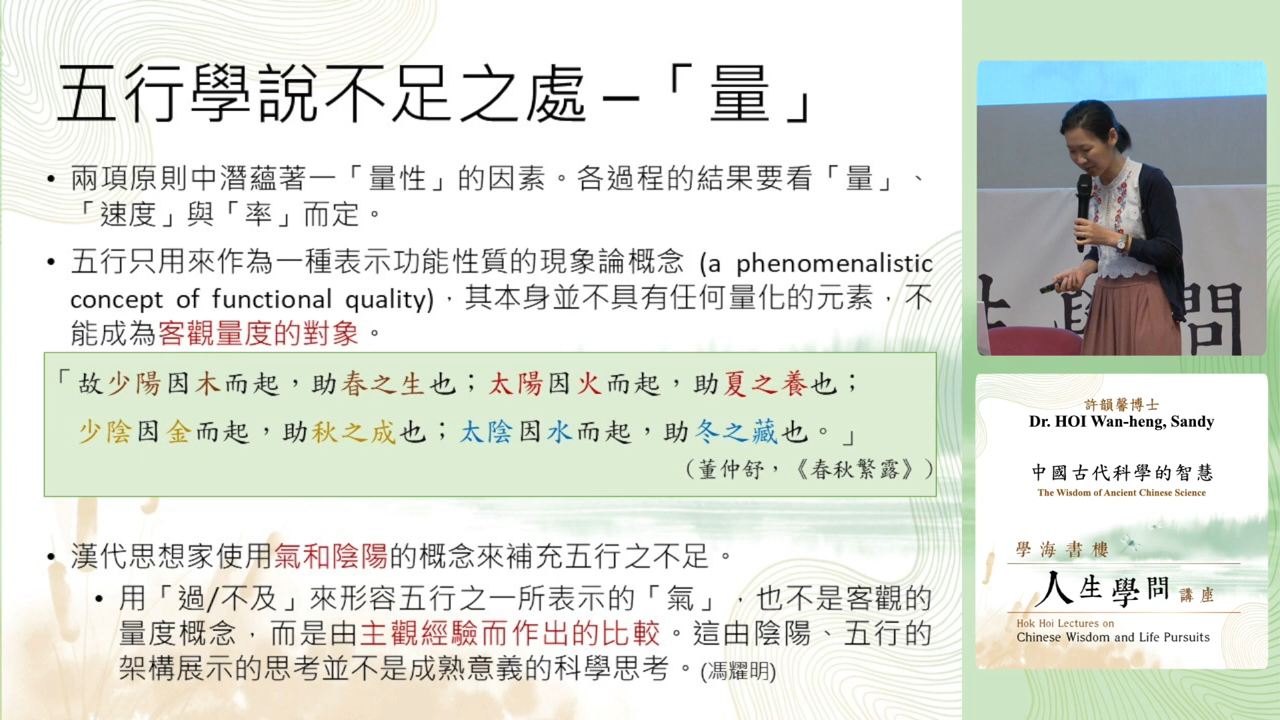 五行學說不足之處 –「量」
• 兩項原則中潛蘊著一「量性」的因素。各過程的結果要看「量」、
「速度」與「率」而定。
• 五行只用來作為一種表示功能性質的現象論概念 (a phenomenalistic
concept of functional quality)，其本身並不具有任何量化的元素，不
能成為客觀量度的對象。
「故少陽因木而起，助春之生也；太陽因火而起，助夏之養也；
少陰因金而起，助秋之成也；太陰因水而起，助冬之藏也。」
（董仲舒，《春秋繁露》）
• 漢代思想家使用氣和陰陽的概念來補充五行之不足。
• 用「過/不及」來形容五行之一所表示的「氣」，也不是客觀的
量度概念，而是由主觀經驗而作出的比較。這由陰陽、五行的
架構展示的思考並不是成熟意義的科學思考。(馮耀明)
學問
許韻馨博士
Dr. HOI Wan-heng, Sandy
中國古代科學的智慧
The Wisdom of Ancient Chinese Science
學海書樓
人生學問講座
Hok Hoi Lectures on
Chinese Wisdom and Life Pursuits